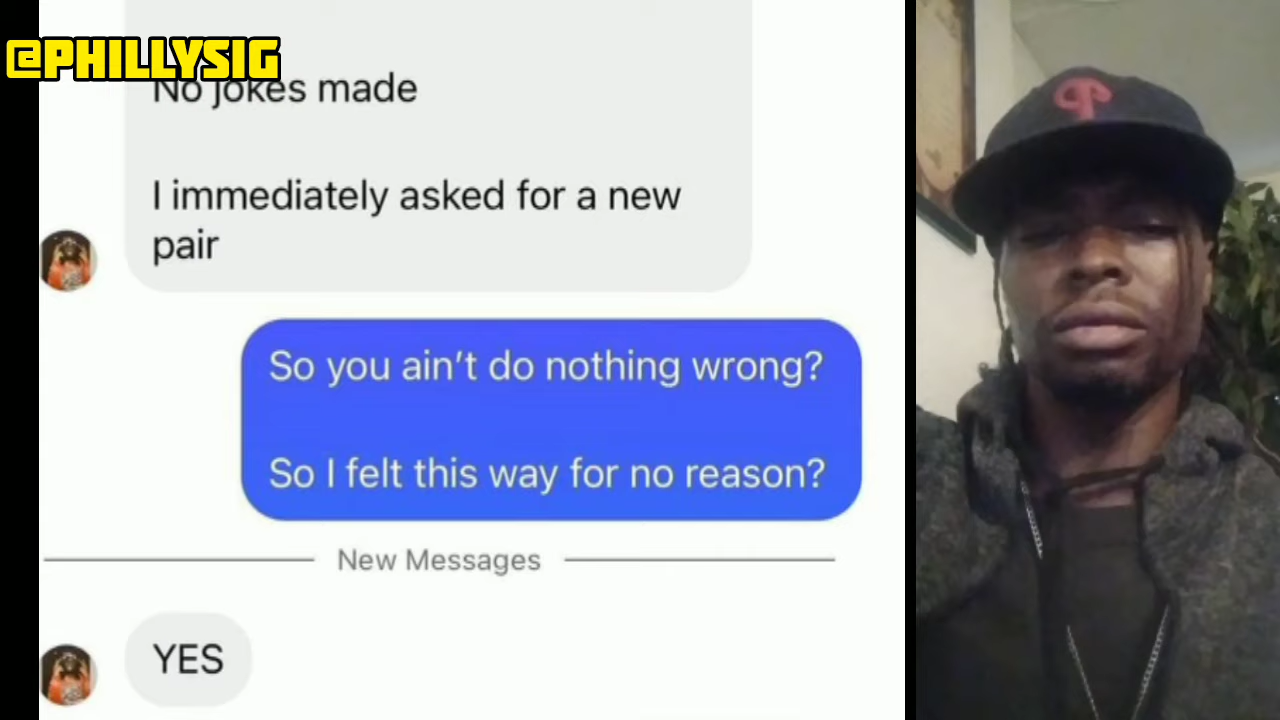 @PHILLYSIG
No jokes made
I immediately asked for a new
pair
So you ain't do nothing wrong?
So I felt this way for no reason?
New Messages
YES